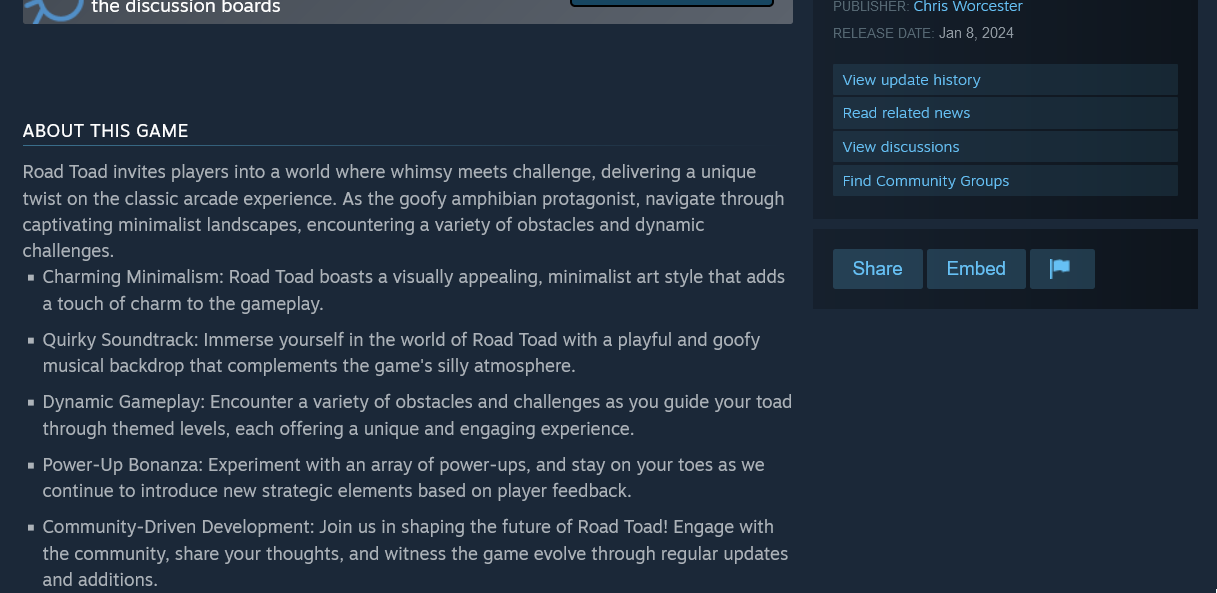 the discussion boards
ABOUT THIS GAME
Road Toad invites players into a world where whimsy meets challenge, delivering a unique
twist on the classic arcade experience. As the goofy amphibian protagonist, navigate through
captivating minimalist landscapes, encountering a variety of obstacles and dynamic
challenges.
▪ Charming Minimalism: Road Toad boasts a visually appealing, minimalist art style that adds
a touch of charm to the gameplay.
▪ Quirky Soundtrack: Immerse yourself in the world of Road Toad with a playful and goofy
musical backdrop that complements the game's silly atmosphere.
▪ Dynamic Gameplay: Encounter a variety of obstacles and challenges as you guide your toad
through themed levels, each offering a unique and engaging experience.
▪ Power-Up Bonanza: Experiment with an array of power-ups, and stay on your toes as we
continue to introduce new strategic elements based on player feedback.
▪ Community-Driven Development: Join us in shaping the future of Road Toad! Engage with
the community, share your thoughts, and witness the game evolve through regular updates
and additions.
PUBLISHER: Chris Worcester
RELEASE DATE: Jan 8, 2024
View update history
Read related news
View discussions
Find Community Groups
Share Embed